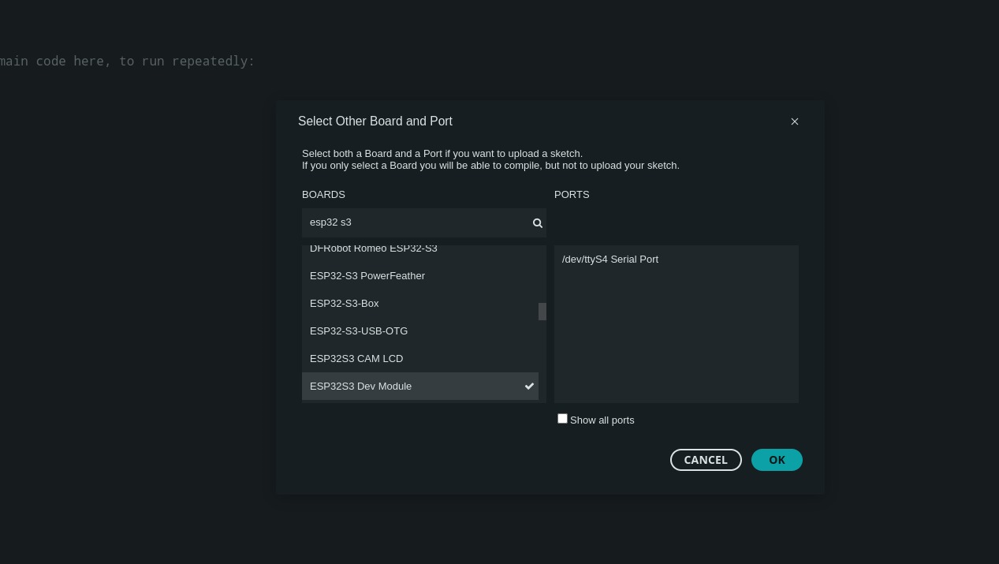 main code here, to run repeatedly:
Select Other Board and Port
Select both a Board and a Port if you want to upload a sketch.
If you only select a Board you will be able to compile, but not to upload your sketch.
BOARDS
PORTS
esp32 s3
DFRobot Romeo ESP32-S3
ESP32-S3 PowerFeather
ESP32-S3-Box
ESP32-S3-USB-OTG
ESP32S3 CAM LCD
ESP32S3 Dev Module
/dev/ttyS4 Serial Port
Show all ports
CANCEL
OK